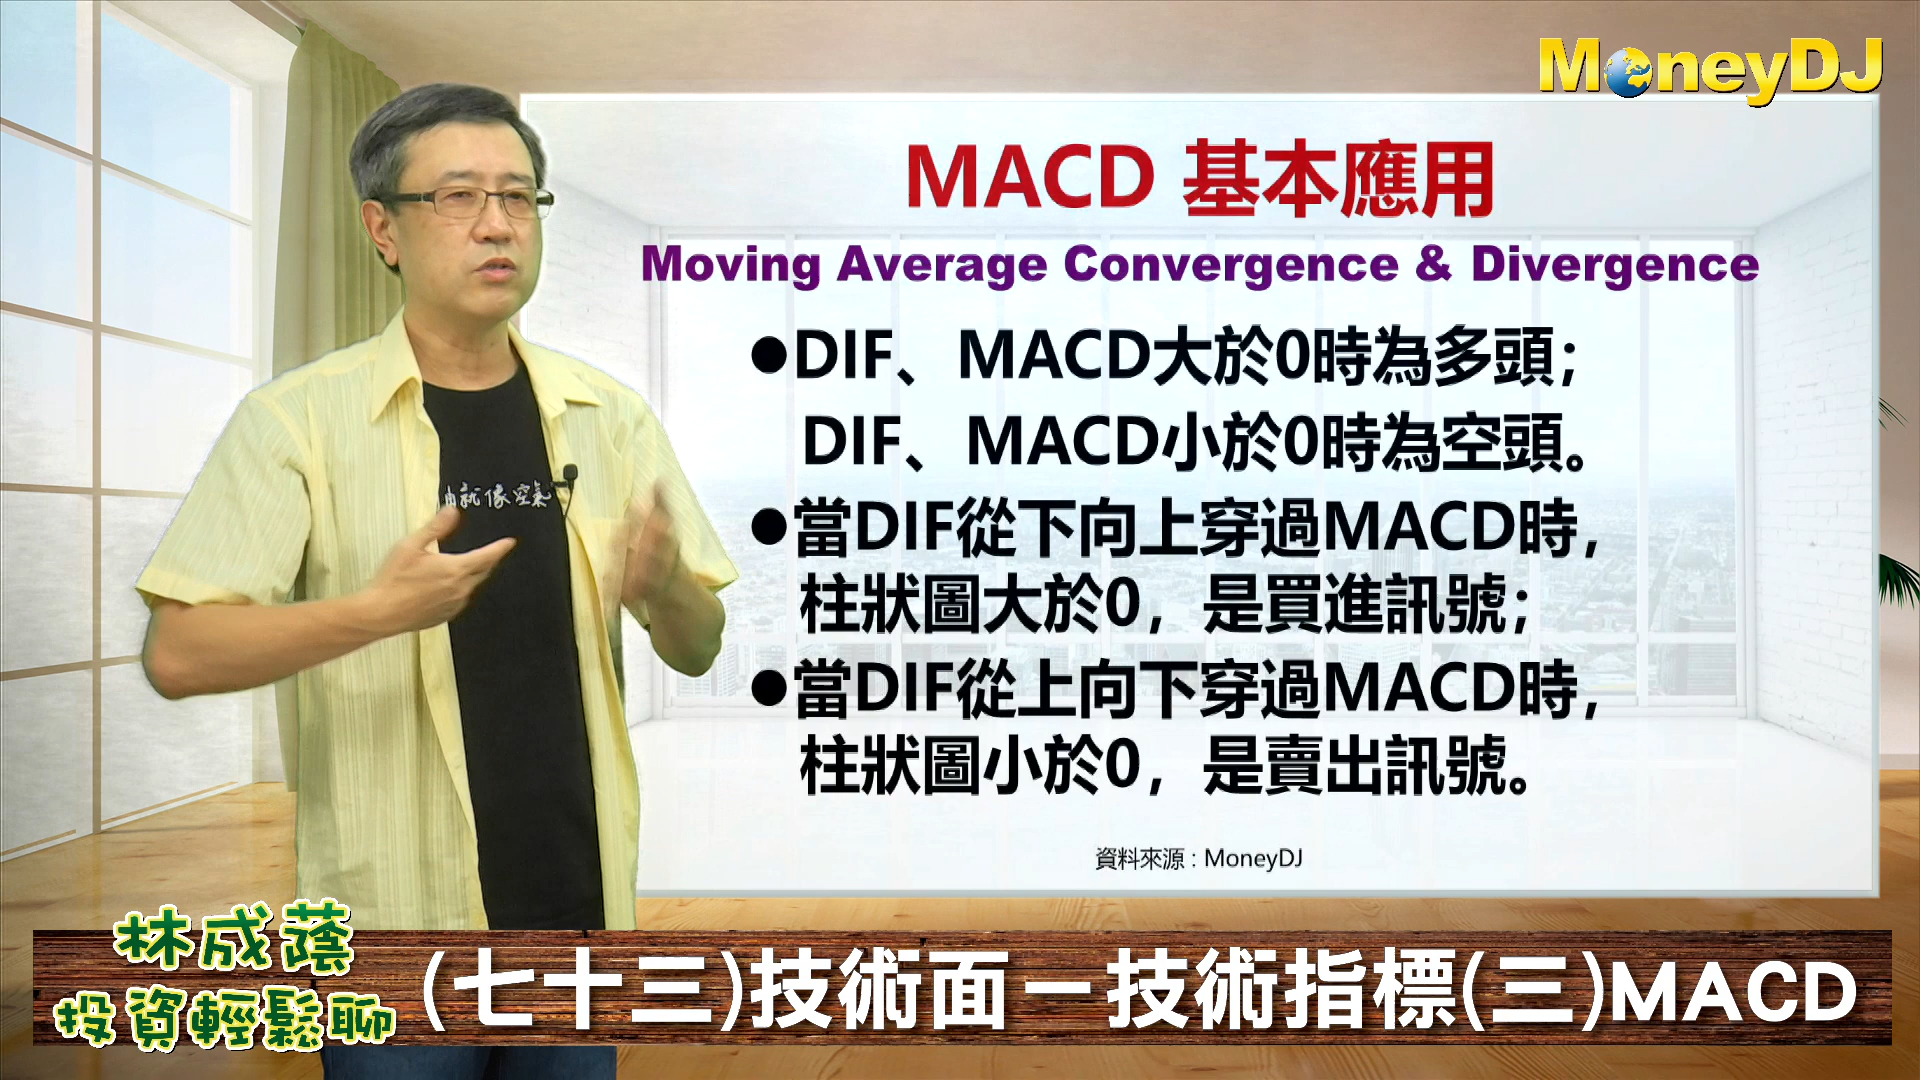 MoneyDJ
MACD 基本應用
Moving Average Convergence & Divergence
●DIF、MACD大於0時為多頭；
DIF、MACD小於0時為空頭。
●當DIF從下向上穿過MACD時，
柱狀圖大於0，是買進訊號；
●當DIF從上向下穿過MACD時，
柱狀圖小於0，是賣出訊號。
資料來源：MoneyDJ
由就像空氣
林成蔭
投資輕鬆聊
(七十三)技術面－技術指標(三)MACD